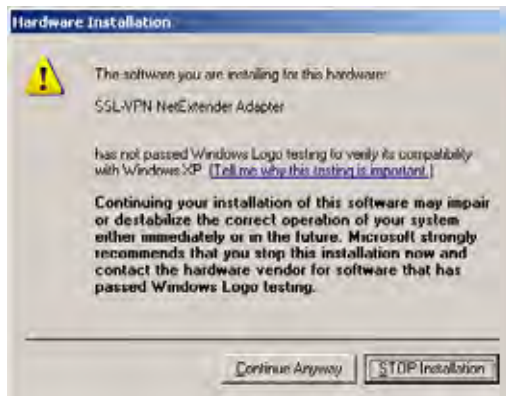 Hardware Installation
The software you are installing for this hardware:
SSL-VPN NetExtender Adapter
has not passed Windows Logo testing to verify its compatibility
with Windows XP. (Tell me why this testing is important.)
Continuing your installation of this software may impair
or destabilize the correct operation of your system
either immediately or in the future. Microsoft strongly
recommends that you stop this installation now and
contact the hardware vendor for software that has
passed Windows Logo testing.
Continue Anyway
STOP Installation